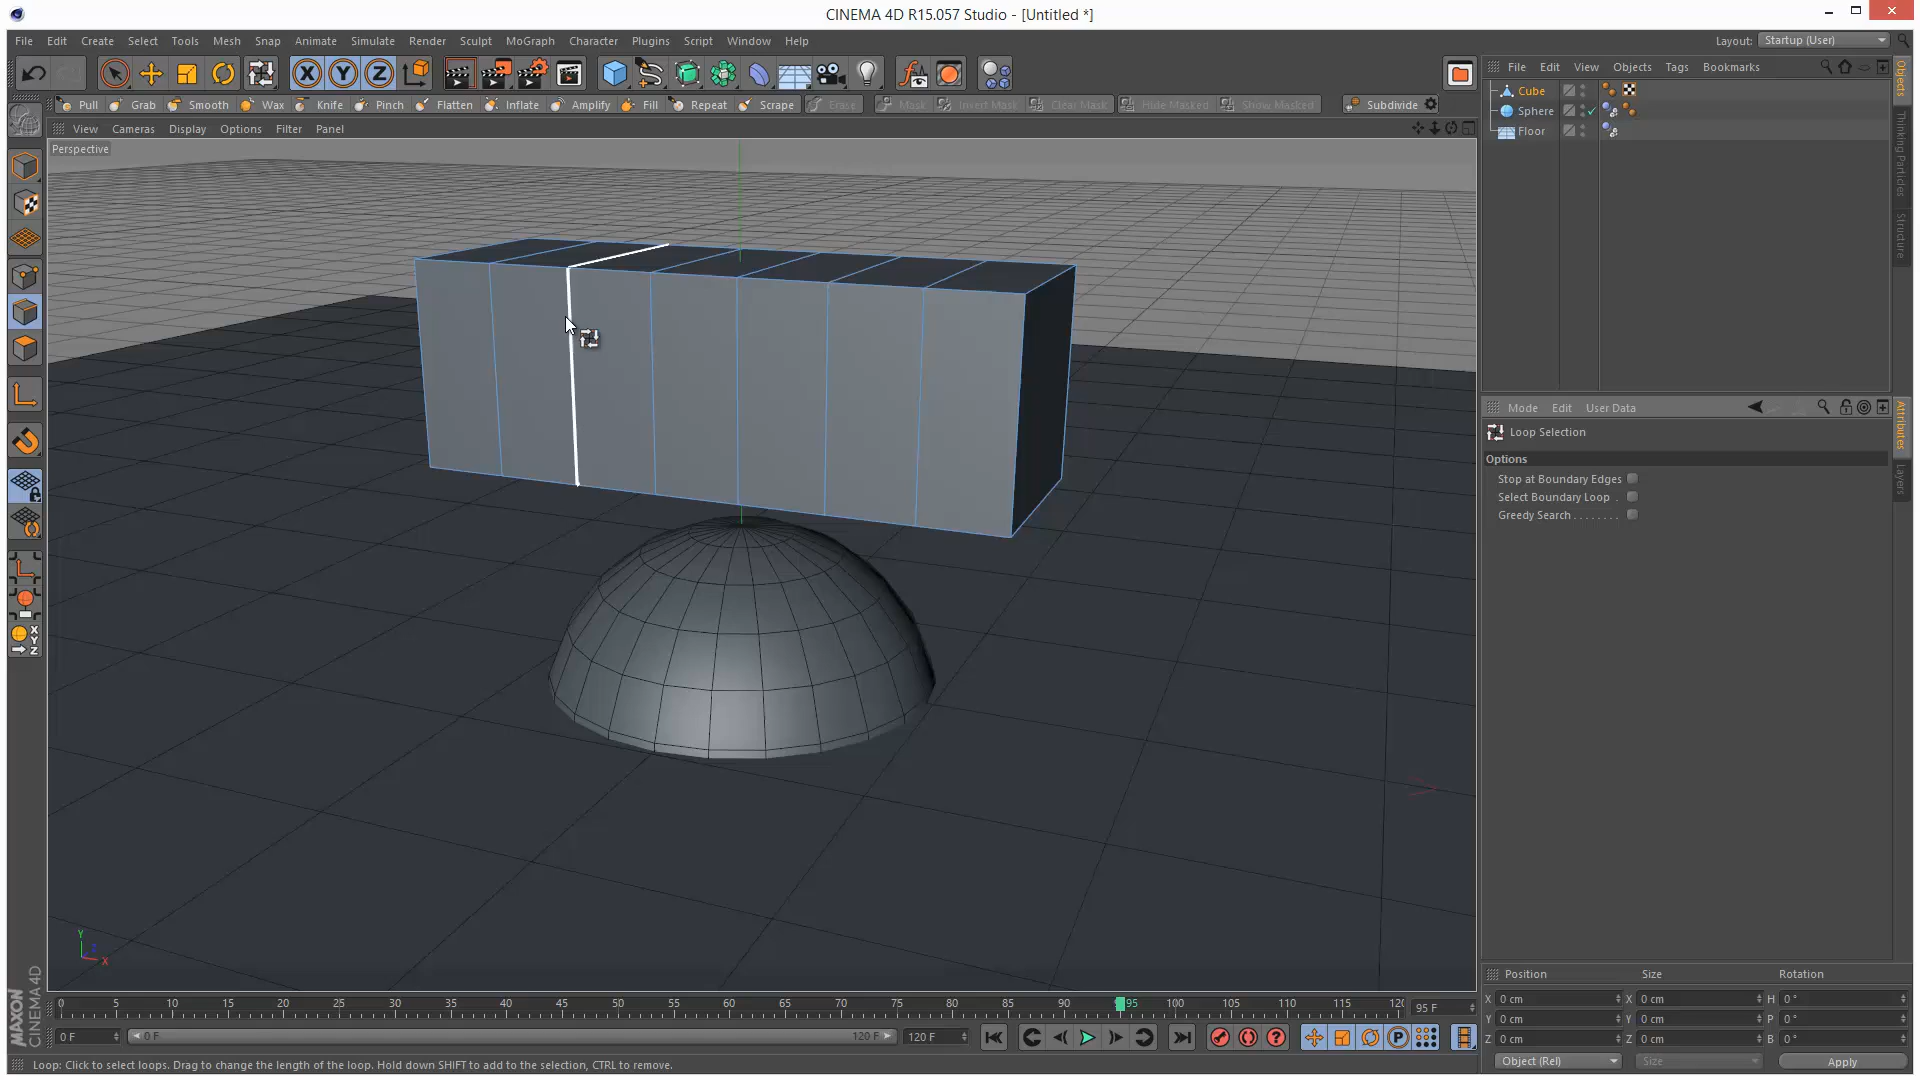 CINEMA 4D R15.057 Studio - [Untitled *]
File Edit Create Select Tools Mesh Snap Animate Simulate Render Sculpt MoGraph Character Plugins Script Window Help
Layout: Startup (User)
Pull Grab Smooth Wax Knife Pinch Flatten Inflate Amplify Fill Repeat Scrape Erase Mask Insert Mask Clear Mask Hide Masked Show Masked Subdivide
View Cameras Display Options Filter Panel
Perspective
File Edit View Objects Tags Bookmarks
Cube
Sphere
Floor
Objects
Thinking Particles
Structure
Mode Edit User Data
Loop Selection
Options
Stop at Boundary Edges
Select Boundary Loop .
Greedy Search . . . . . . . .
Attributes
Layers
X
Y
Z
Y
Z
X
MAXON
CINEMA 4D
0 5 10 15 20 25 30 35 40 45 50 55 60 65 70 75 80 85 90 95 100 105 110 115 120
95 F
0 F 0 F 120 F 120 F
Position Size Rotation
X 0 cm X 0 cm H 0 °
Y 0 cm Y 0 cm P 0 °
Z 0 cm Z 0 cm B 0 °
Object (Rel) Size Apply
Loop: Click to select loops. Drag to change the length of the loop. Hold down SHIFT to add to the selection, CTRL to remove.